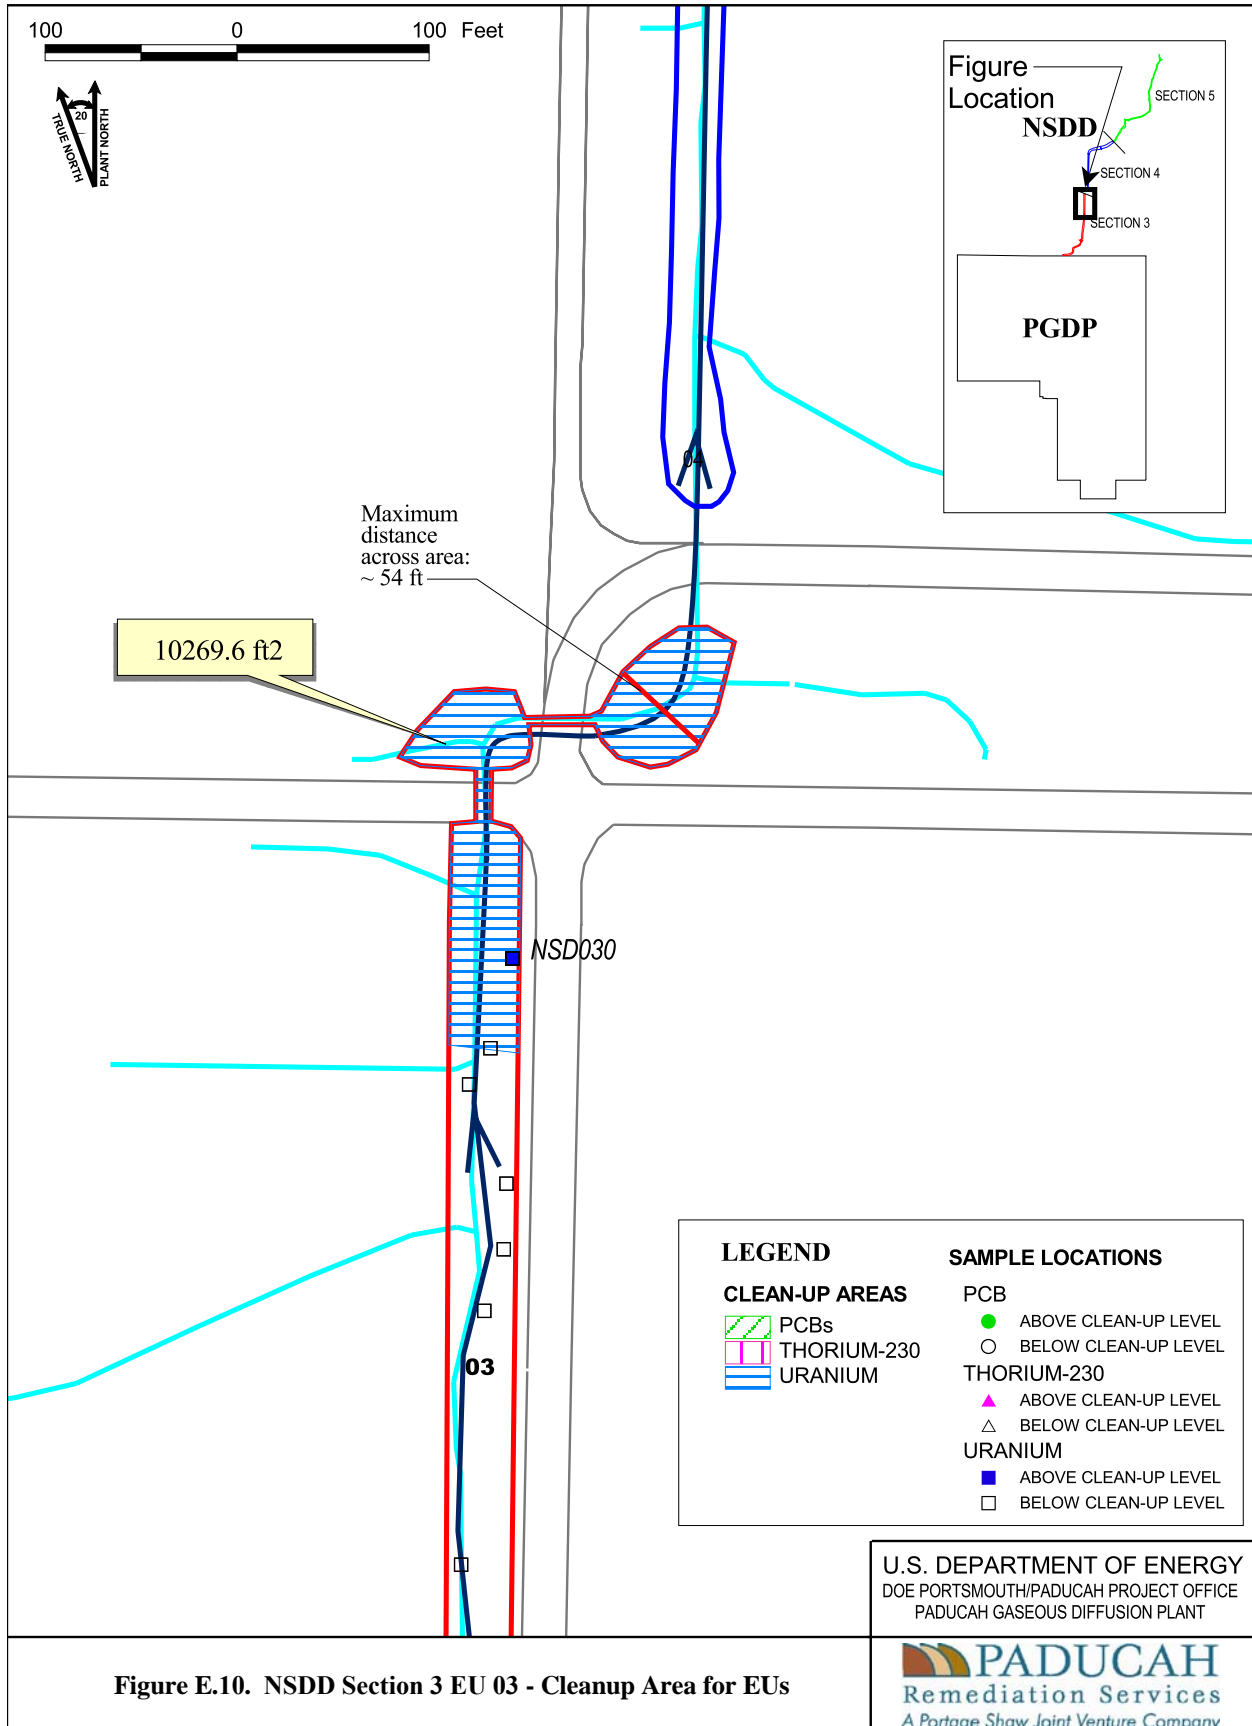 100 0 100 Feet
20
TRUE NORTH
PLANT NORTH
Figure
Location
NSDD
SECTION 5
SECTION 4
SECTION 3
PGDP
04
Maximum
distance
across area:
~ 54 ft
10269.6 ft2
NSD030
03
LEGEND
CLEAN-UP AREAS
PCBs
THORIUM-230
URANIUM
SAMPLE LOCATIONS
PCB
ABOVE CLEAN-UP LEVEL
BELOW CLEAN-UP LEVEL
THORIUM-230
ABOVE CLEAN-UP LEVEL
BELOW CLEAN-UP LEVEL
URANIUM
ABOVE CLEAN-UP LEVEL
BELOW CLEAN-UP LEVEL
U.S. DEPARTMENT OF ENERGY
DOE PORTSMOUTH/PADUCAH PROJECT OFFICE
PADUCAH GASEOUS DIFFUSION PLANT
Figure E.10. NSDD Section 3 EU 03 - Cleanup Area for EUs
PADUCAH
Remediation Services
A Portage Shaw Joint Venture Company